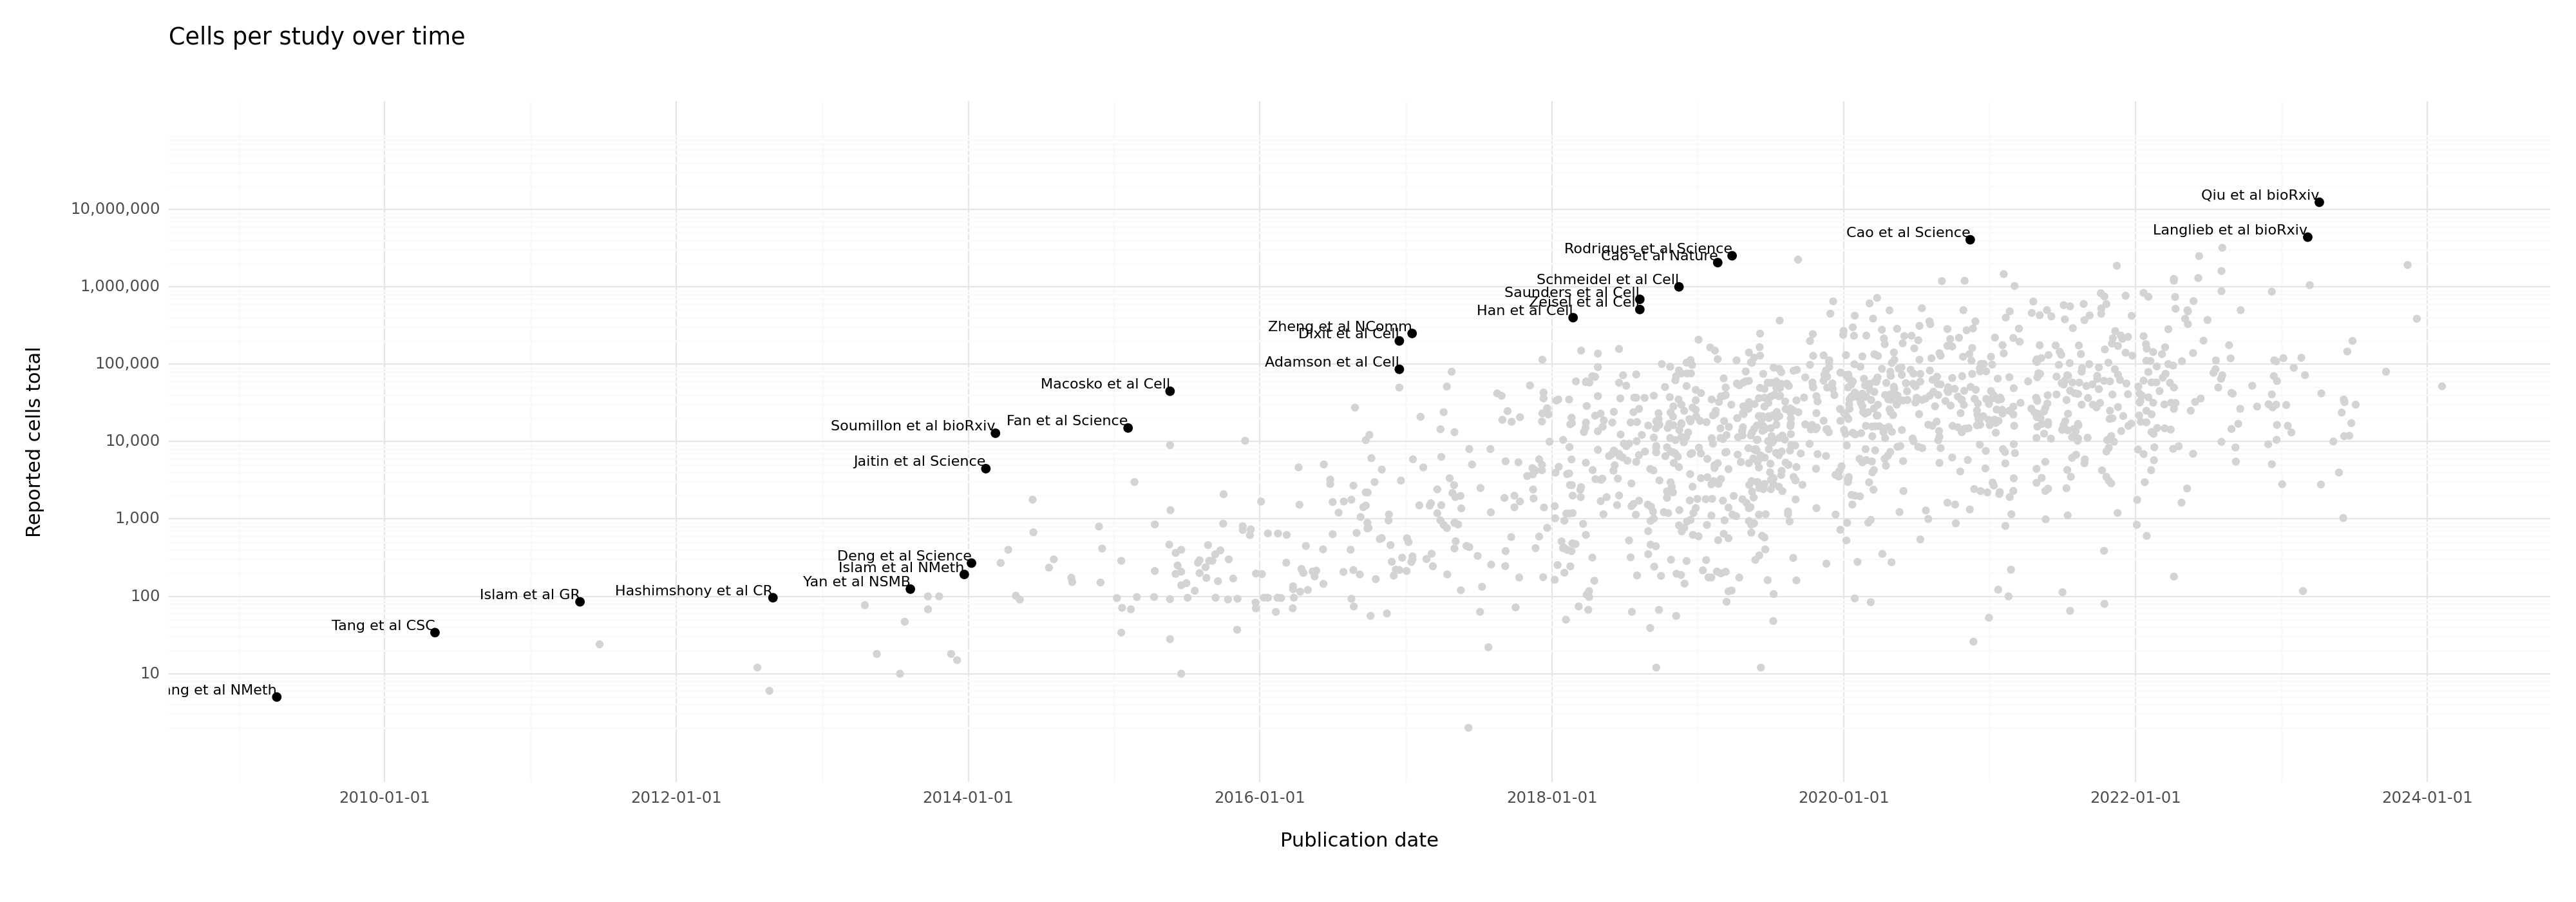 Cells per study over time
Reported cells total
10,000,000
1,000,000
100,000
10,000
1,000
100
10
Qiu et al bioRxiv
Langlieb et al bioRxiv
Cao et al Science
Rodriques et al Science
Cao et al Nature
Schmeidel et al Cell
Saunders et al Cell
Zeisel et al Cell
Han et al Cell
Zheng et al NComm
Dixit et al Cell
Adamson et al Cell
Macosko et al Cell
Fan et al Science
Soumillon et al bioRxiv
Jaitin et al Science
Deng et al Science
Islam et al NMeth
Yan et al NSMB
Hashimshony et al CR
Islam et al GR
Tang et al CSC
et al NMeth
2010-01-01
2012-01-01
2014-01-01
2016-01-01
2018-01-01
2020-01-01
2022-01-01
2024-01-01
Publication date